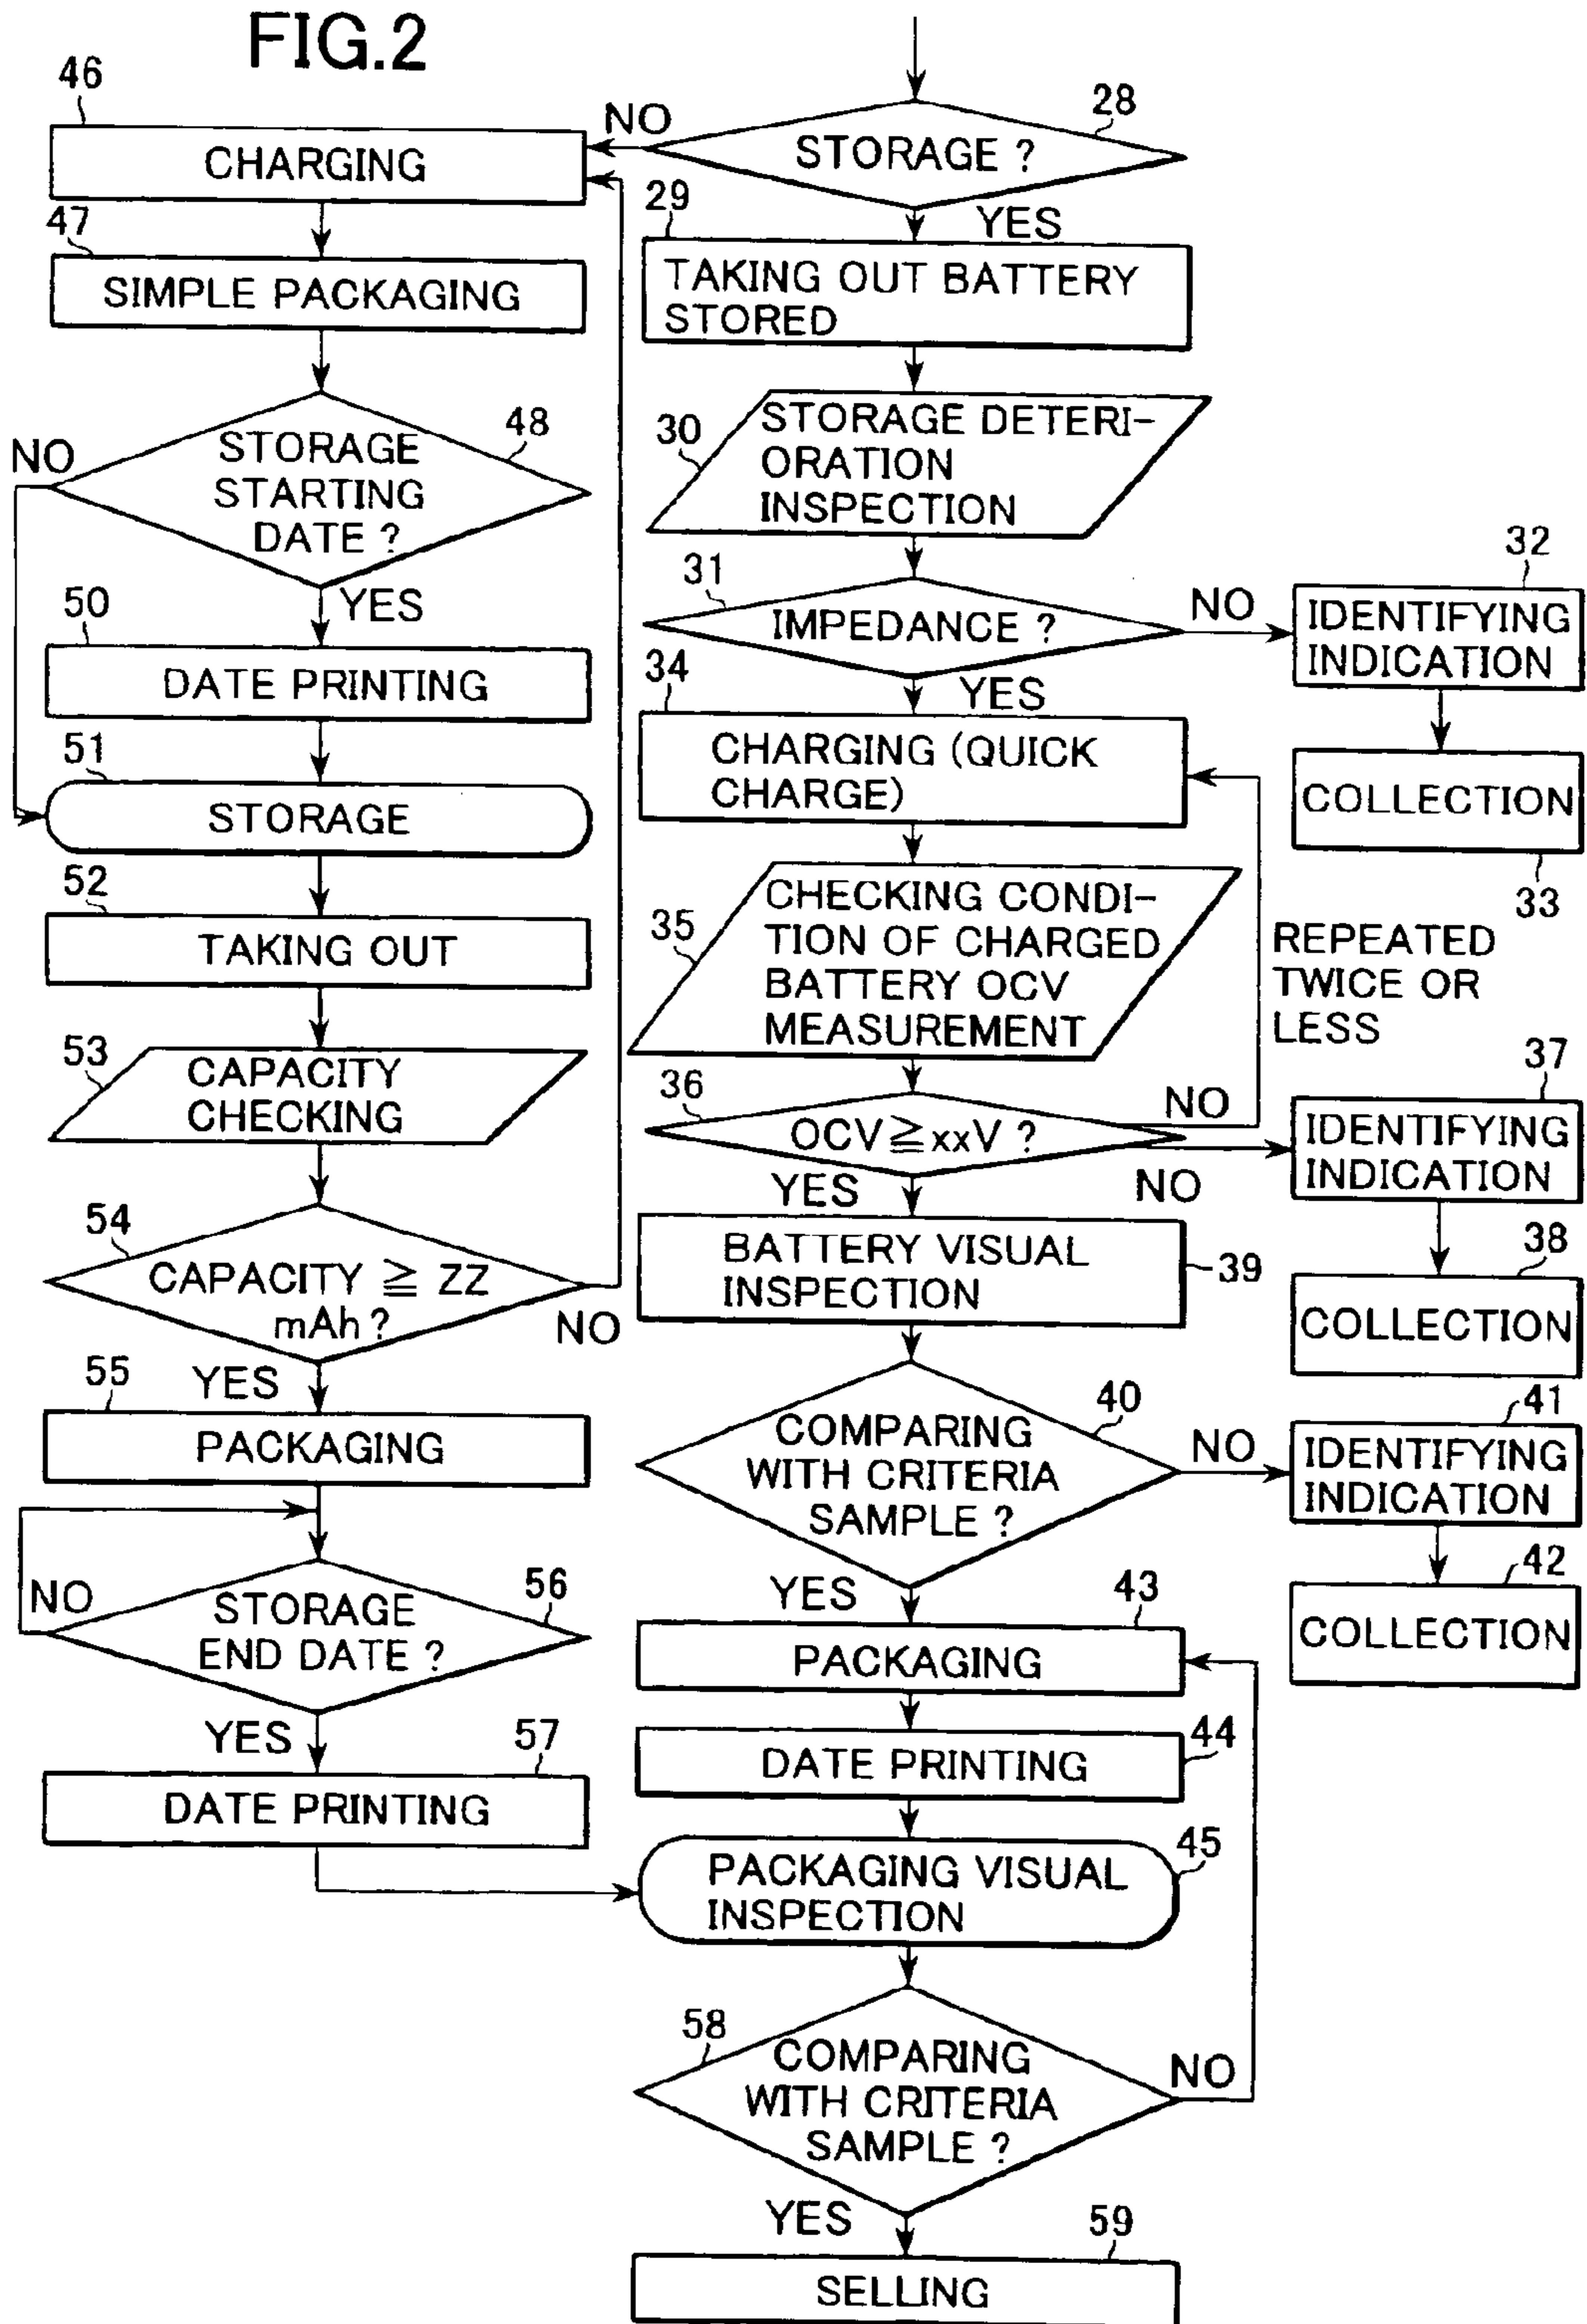 FIG.2
46
CHARGING
47
SIMPLE PACKAGING
48
STORAGE
STARTING
DATE ?
NO
YES
50
DATE PRINTING
51
STORAGE
52
TAKING OUT
53
CAPACITY
CHECKING
54
CAPACITY ≧ ZZ
mAh ?
NO
YES
55
PACKAGING
56
STORAGE
END DATE ?
NO
YES
57
DATE PRINTING
28
STORAGE ?
NO
YES
29
TAKING OUT BATTERY
STORED
30
STORAGE DETERI-
ORATION
INSPECTION
31
IMPEDANCE ?
NO
YES
32
IDENTIFYING
INDICATION
COLLECTION
33
34
CHARGING (QUICK
CHARGE)
35
CHECKING CONDI-
TION OF CHARGED
BATTERY OCV
MEASUREMENT
REPEATED
TWICE OR
LESS
36
OCV≧xxV ?
NO
NO
YES
37
IDENTIFYING
INDICATION
38
COLLECTION
BATTERY VISUAL
INSPECTION
39
40
COMPARING
WITH CRITERIA
SAMPLE ?
NO
YES
41
IDENTIFYING
INDICATION
42
COLLECTION
43
PACKAGING
44
DATE PRINTING
45
PACKAGING VISUAL
INSPECTION
58
COMPARING
WITH CRITERIA
SAMPLE ?
NO
YES
59
SELLING